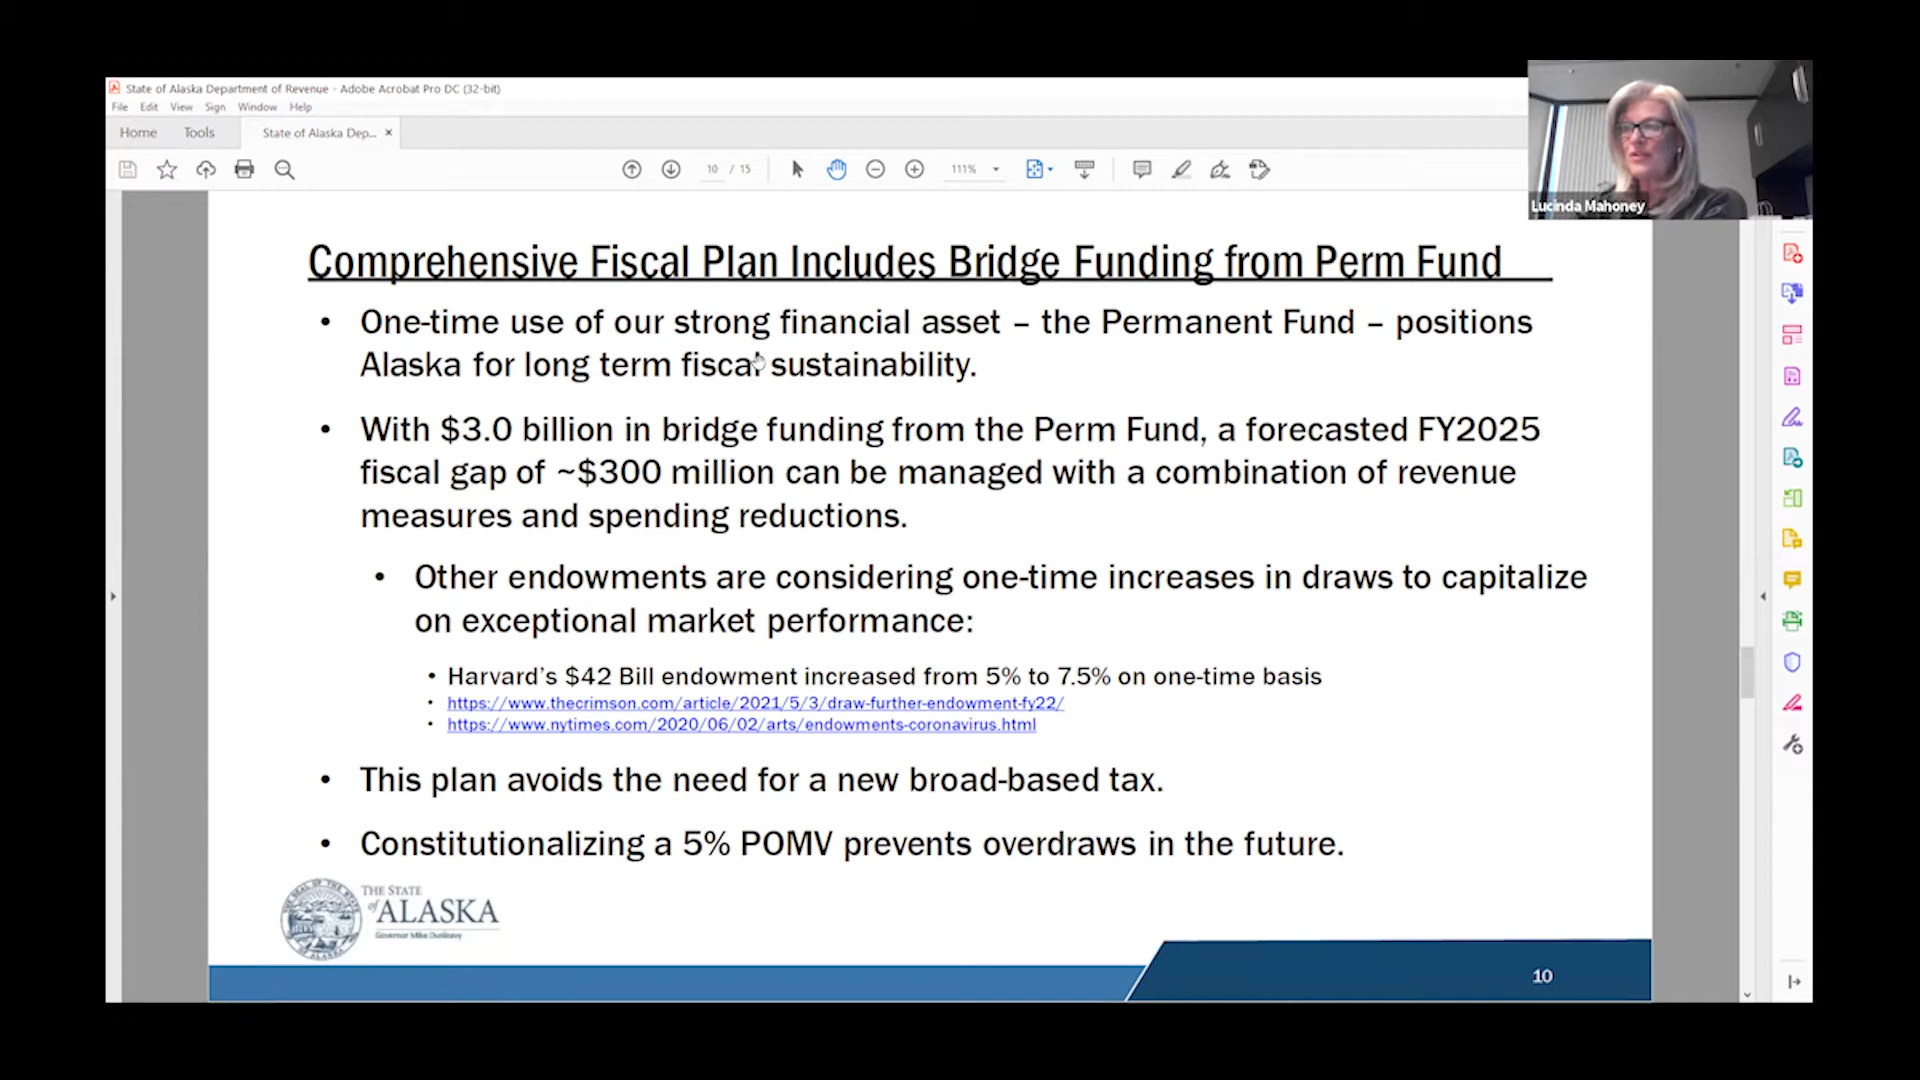 State of Alaska Department of Revenue - Adobe Acrobat Pro DC (32-bit)
File Edit View Sign Window Help
Home Tools State of Alaska Dep... ×
10 / 15 111%
Lucinda Mahoney
Comprehensive Fiscal Plan Includes Bridge Funding from Perm Fund
• One-time use of our strong financial asset – the Permanent Fund – positions
Alaska for long term fiscal sustainability.
• With $3.0 billion in bridge funding from the Perm Fund, a forecasted FY2025
fiscal gap of ~$300 million can be managed with a combination of revenue
measures and spending reductions.
• Other endowments are considering one-time increases in draws to capitalize
on exceptional market performance:
• Harvard's $42 Bill endowment increased from 5% to 7.5% on one-time basis
• https://www.thecrimson.com/article/2021/5/3/draw-further-endowment-fy22/
• https://www.nytimes.com/2020/06/02/arts/endowments-coronavirus.html
• This plan avoids the need for a new broad-based tax.
• Constitutionalizing a 5% POMV prevents overdraws in the future.
THE STATE
of ALASKA
Governor Mike Dunleavy
10